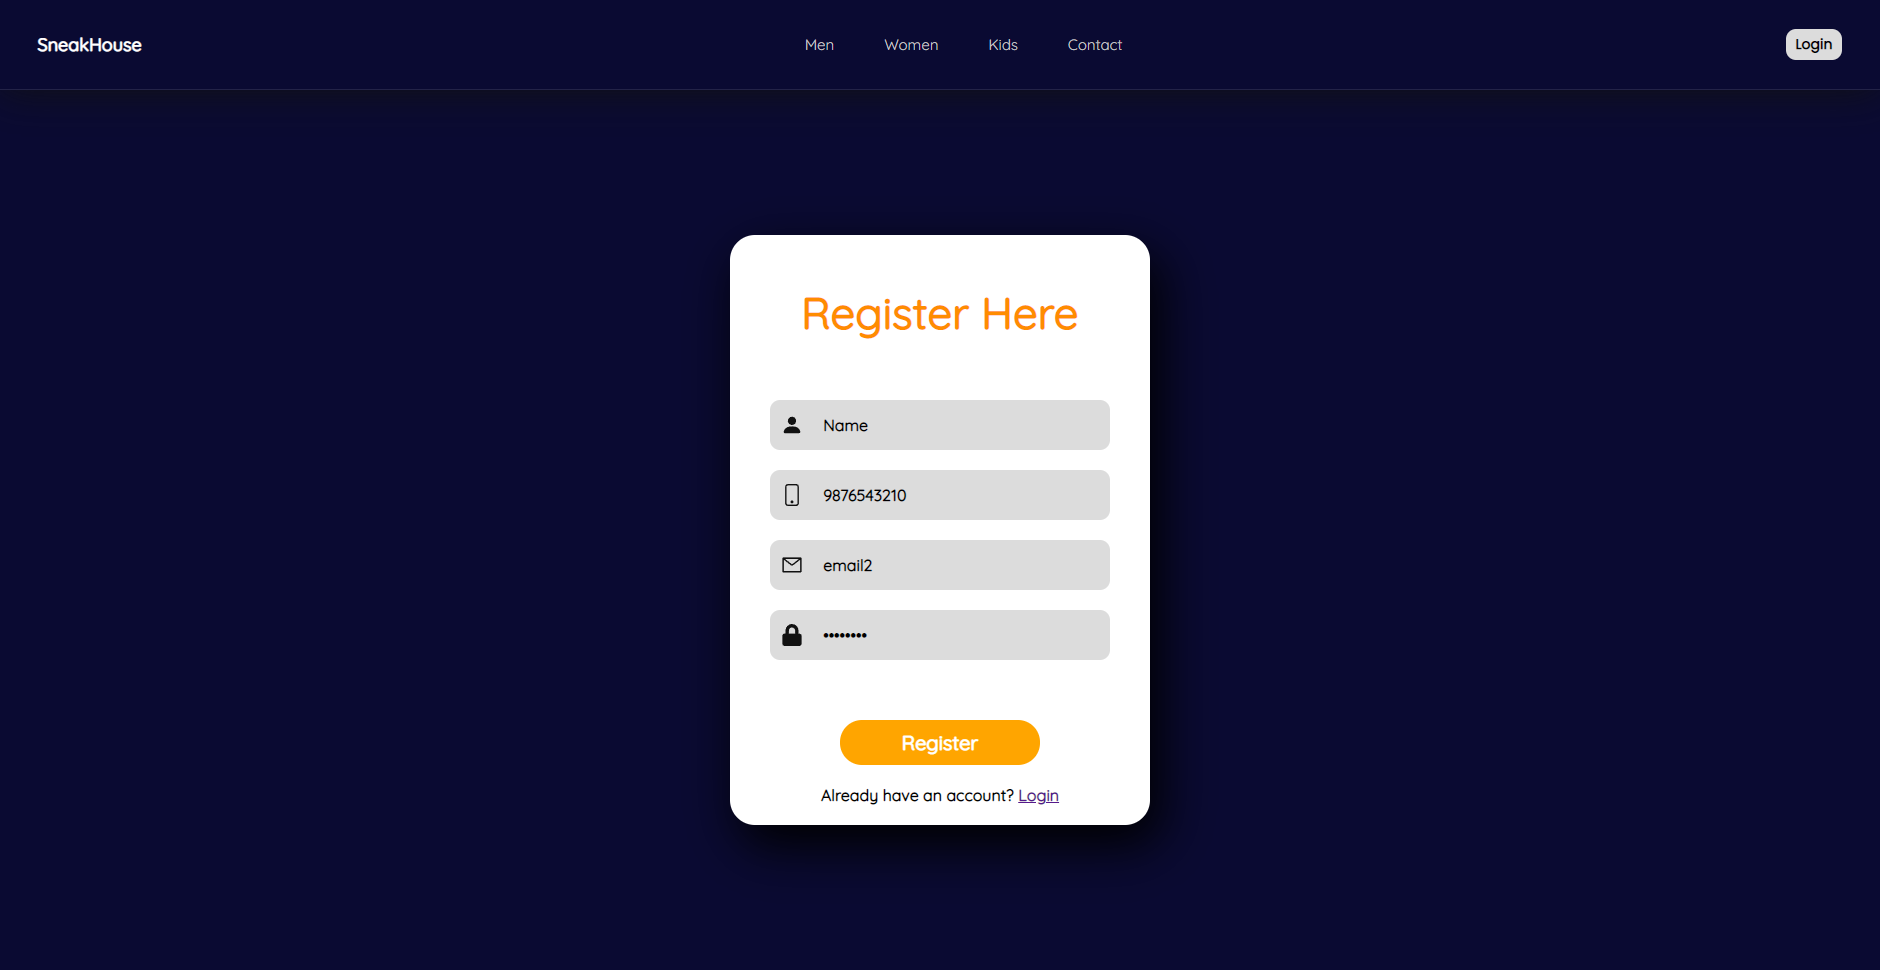 SneakHouse Men Women Kids Contact Login
Register Here
Name
9876543210
email2
••••••••
Register
Already have an account? Login